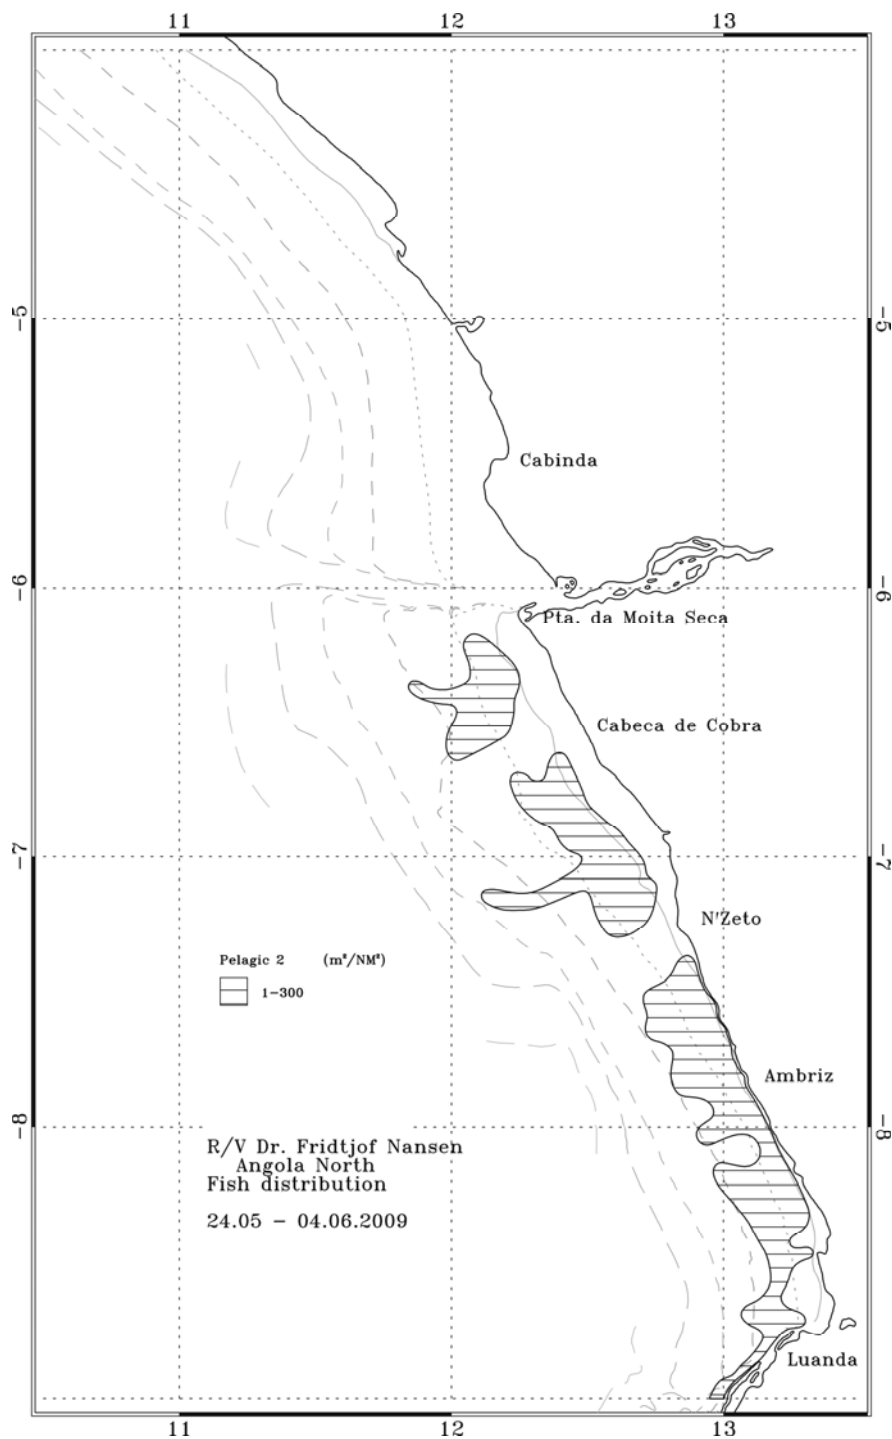 11 12 13
-5 -5
Cabinda
-6 -6
Pta. da Moita Seca
Cabeca de Cobra
-7 -7
N'Zeto
Pelagic 2 (m²/NM²)
1-300
Ambriz
-8 -8
R/V Dr. Fridtjof Nansen
Angola North
Fish distribution
24.05 - 04.06.2009
Luanda
11 12 13